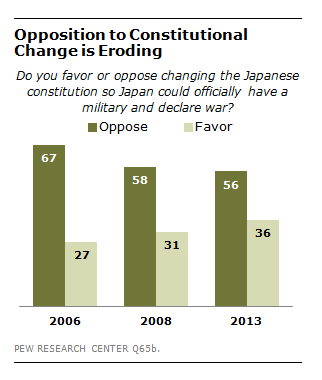 Opposition to Constitutional
Change is Eroding
Do you favor or oppose changing the Japanese
constitution so Japan could officially have a
military and declare war?
Oppose Favor
67
58
56
27
31
36
2006 2008 2013
PEW RESEARCH CENTER Q65b.